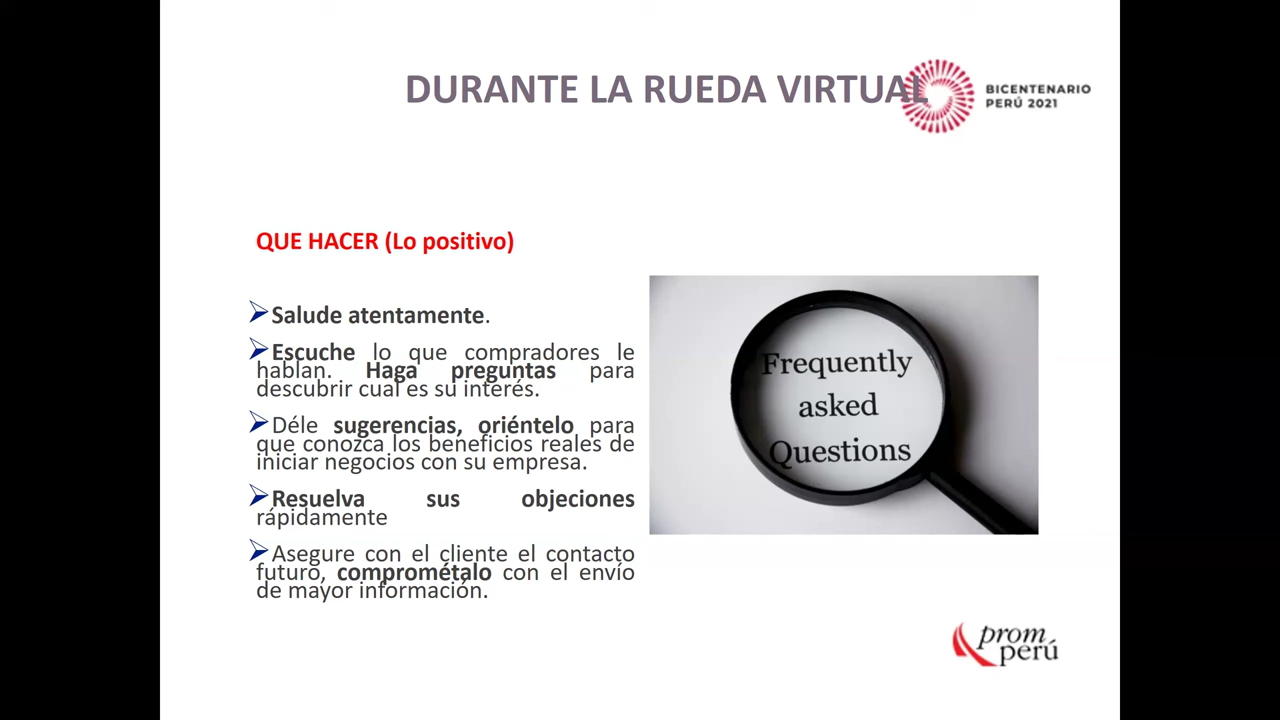 DURANTE LA RUEDA VIRTUAL
BICENTENARIO
PERÚ 2021
QUE HACER (Lo positivo)
Salude atentamente.
Escuche lo que compradores le
hablan. Haga preguntas para
descubrir cual es su interés.
Déle sugerencias, oriéntelo para
que conozca los beneficios reales de
iniciar negocios con su empresa.
Resuelva sus objeciones
rápidamente
Asegure con el cliente el contacto
futuro, comprométalo con el envío
de mayor información.
Frequently
asked
Questions
prom
perú